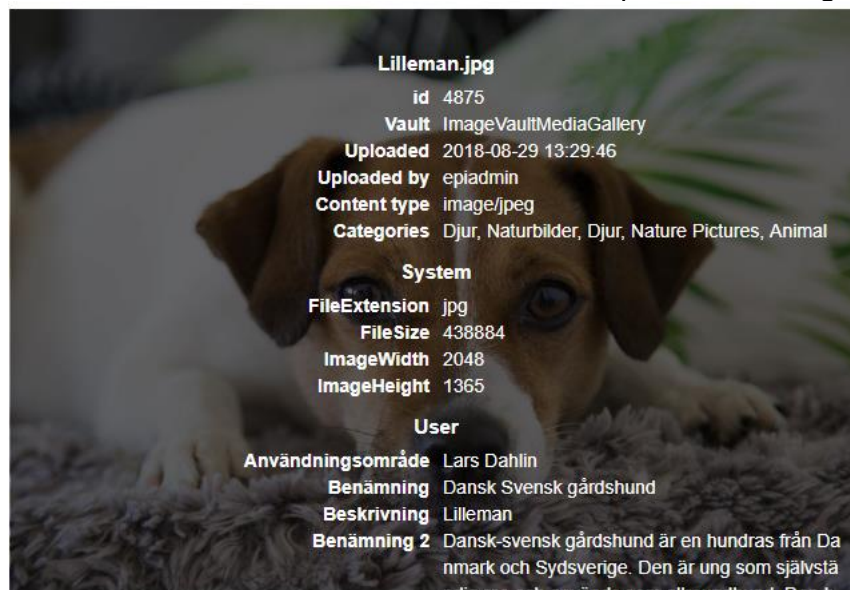 Lilleman.jpg
id 4875
Vault ImageVaultMediaGallery
Uploaded 2018-08-29 13:29:46
Uploaded by epiadmin
Content type image/jpeg
Categories Djur, Naturbilder, Djur, Nature Pictures, Animal
System
FileExtension jpg
FileSize 438884
ImageWidth 2048
ImageHeight 1365
User
Användningsområde Lars Dahlin
Benämning Dansk Svensk gårdshund
Beskrivning Lilleman
Benämning 2 Dansk-svensk gårdshund är en hundras från Da
nmark och Sydsverige. Den är ung som självstä